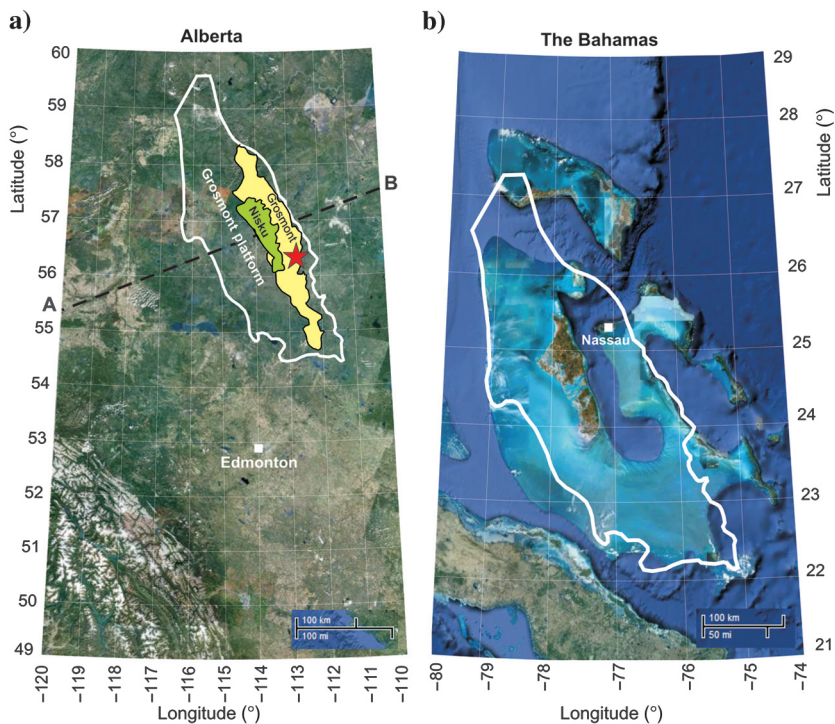 a)
Alberta
60
59
58
57
56
55
54
53
52
51
50
49
Latitude (°)
A
B
Grosmont platform
Nisku
Grosmont
Edmonton
100 km
100 mi
−120
−119
−118
−117
−116
−115
−114
−113
−112
−111
−110
Longitude (°)
b)
The Bahamas
29
28
27
26
25
24
23
22
21
Latitude (°)
Nassau
100 km
50 mi
−80
−79
−78
−77
−76
−75
−74
Longitude (°)